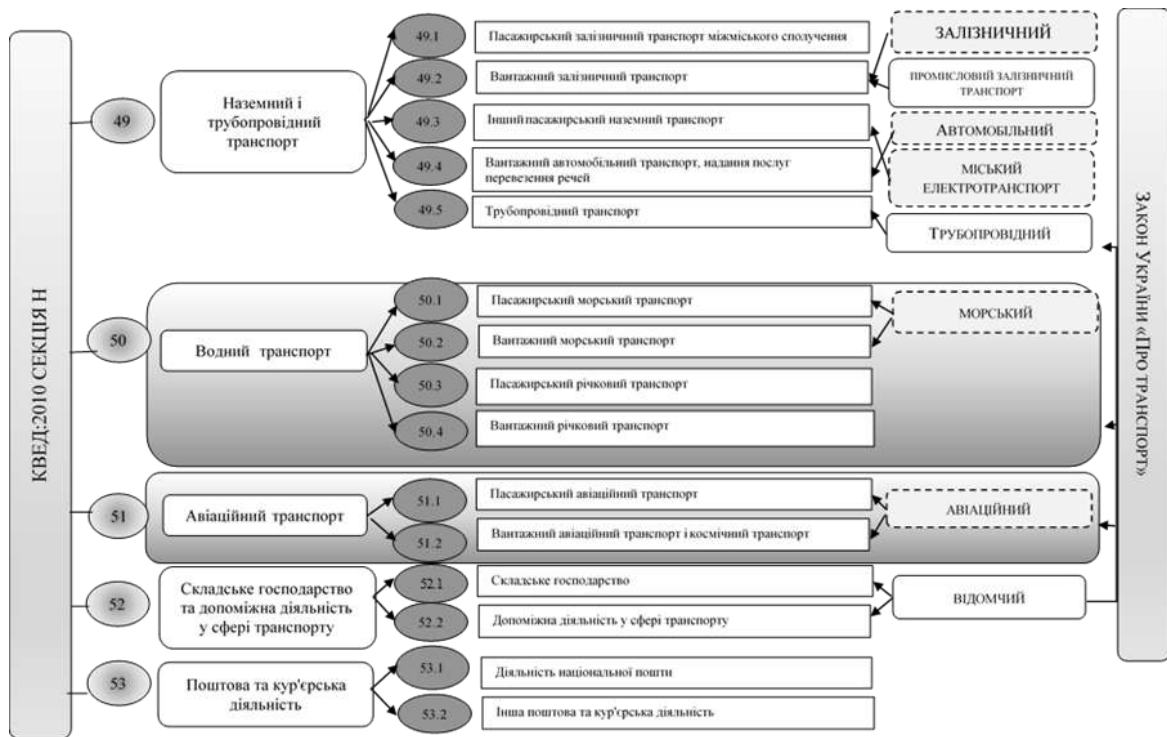 КВЕД:2010 СЕКЦІЯ Н
49
Наземний і
трубопровідний
транспорт
49.1
Пасажирський залізничний транспорт міжміського сполучення
49.2
Вантажний залізничний транспорт
49.3
Інший пасажирський наземний транспорт
49.4
Вантажний автомобільний транспорт, надання послуг
перевезення речей
49.5
Трубопровідний транспорт
ЗАЛІЗНИЧНИЙ
ПРОМИСЛОВИЙ ЗАЛІЗНИЧНИЙ
ТРАНСПОРТ
АВТОМОБІЛЬНИЙ
МІСЬКИЙ
ЕЛЕКТРОТРАНСПОРТ
ТРУБОПРОВІДНИЙ
50
Водний транспорт
50.1
Пасажирський морський транспорт
50.2
Вантажний морський транспорт
50.3
Пасажирський річковий транспорт
50.4
Вантажний річковий транспорт
МОРСЬКИЙ
51
Авіаційний транспорт
51.1
Пасажирський авіаційний транспорт
51.2
Вантажний авіаційний транспорт і космічний транспорт
АВІАЦІЙНИЙ
52
Складське господарство
та допоміжна діяльність
у сфері транспорту
52.1
Складське господарство
52.2
Допоміжна діяльність у сфері транспорту
ВІДОМЧИЙ
53
Поштова та кур'єрська
діяльність
53.1
Діяльність національної пошти
53.2
Інша поштова та кур'єрська діяльність
ЗАКОН УКРАЇНИ «ПРО ТРАНСПОРТ»